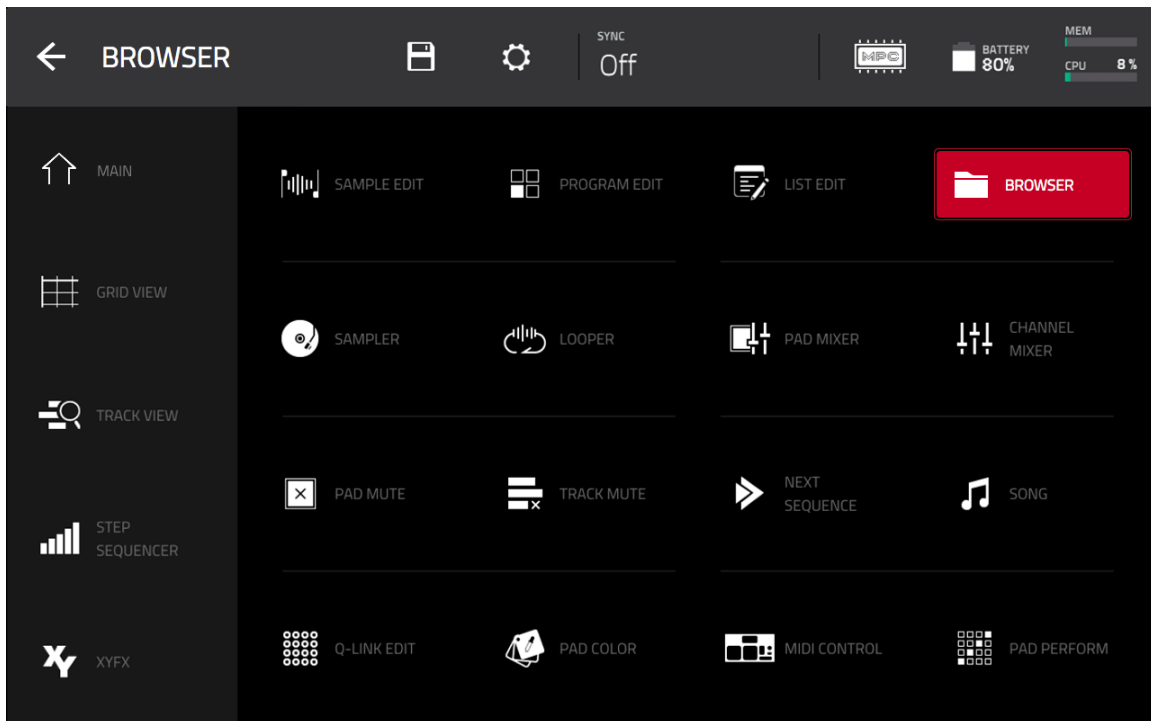 BROWSER
SYNC
Off
MPC
BATTERY
80%
MEM
CPU 8 %
MAIN
GRID VIEW
TRACK VIEW
STEP
SEQUENCER
XYFX
SAMPLE EDIT
PROGRAM EDIT
LIST EDIT
BROWSER
SAMPLER
LOOPER
PAD MIXER
CHANNEL
MIXER
PAD MUTE
TRACK MUTE
NEXT
SEQUENCE
SONG
Q-LINK EDIT
PAD COLOR
MIDI CONTROL
PAD PERFORM
XY